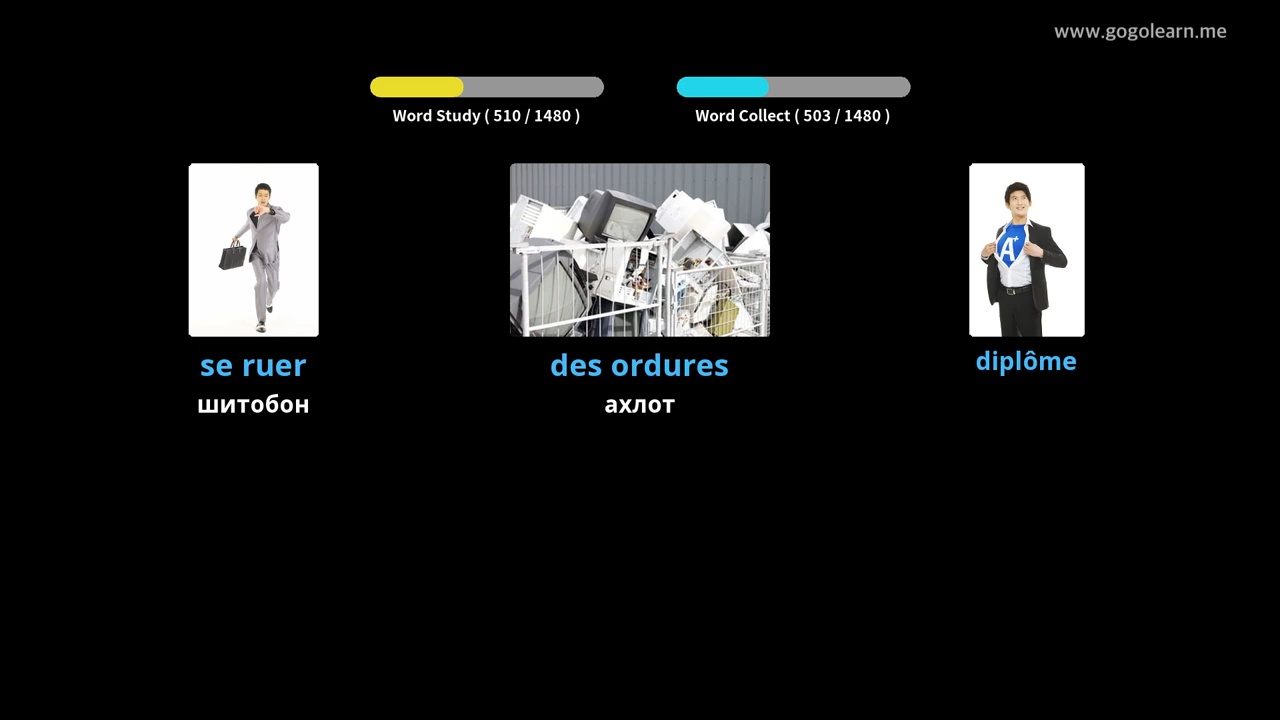 www.gogolearn.me
Word Study ( 510 / 1480 )
Word Collect ( 503 / 1480 )
A+
se ruer
des ordures
diplôme
шитобон
ахлот